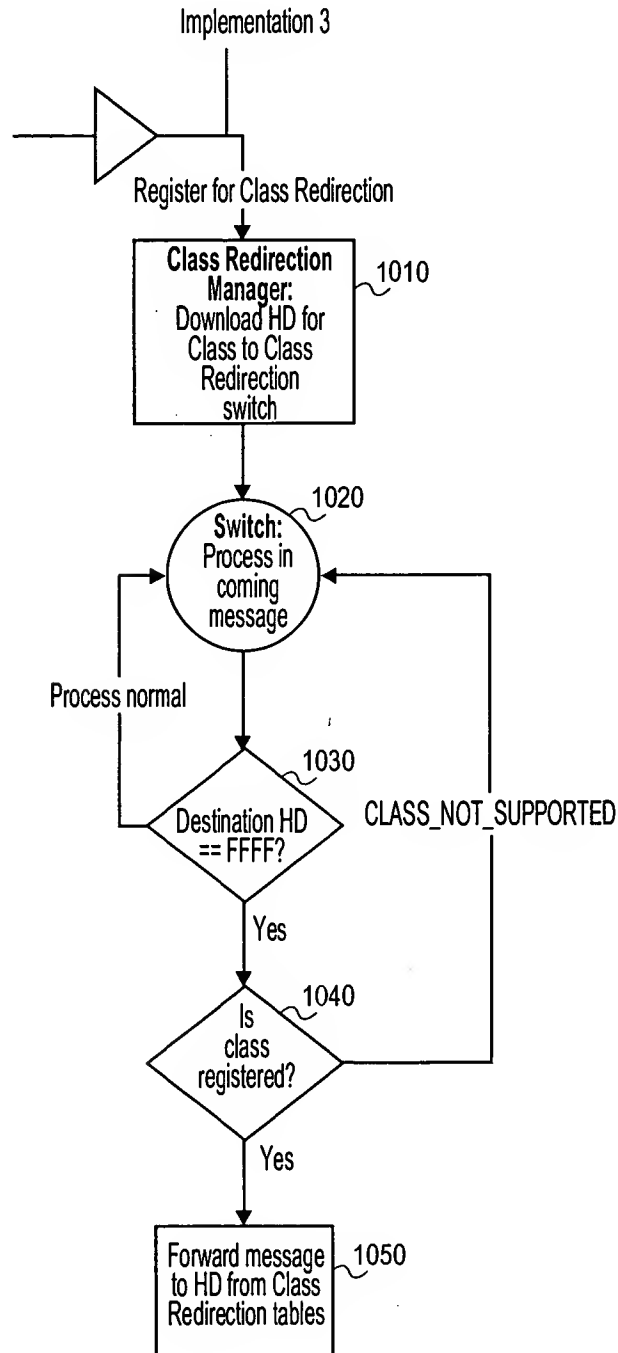 Implementation 3
Register for Class Redirection
Class Redirection
Manager:
Download HD for
Class to Class
Redirection
switch
1010
1020
Switch:
Process in
coming
message
Process normal
1030
Destination HD
== FFFF?
CLASS_NOT_SUPPORTED
Yes
1040
Is
class
registered?
Yes
1050
Forward message
to HD from Class
Redirection tables